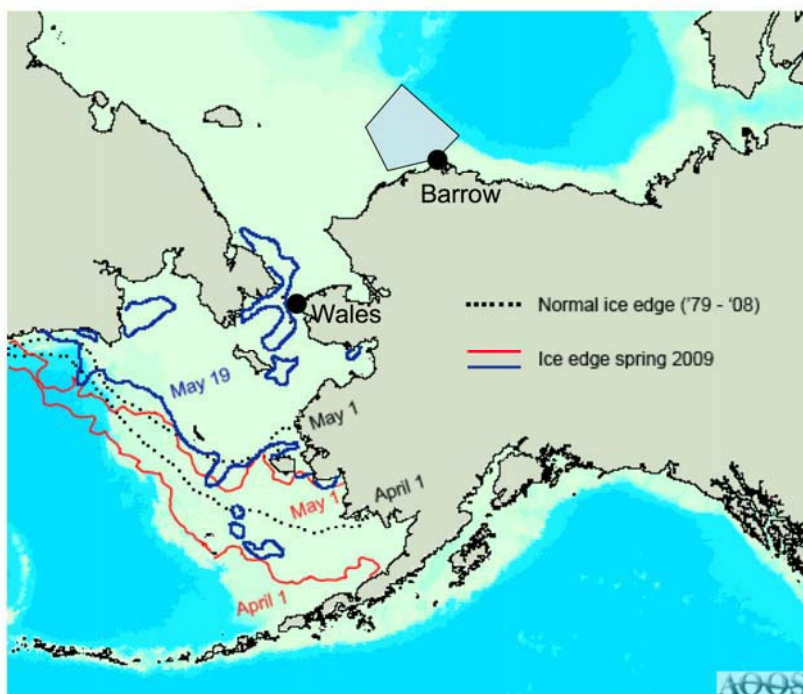 Barrow
Wales
Normal ice edge ('79 - '08)
Ice edge spring 2009
May 19
May 1
April 1
May 1
April 1
AOOS